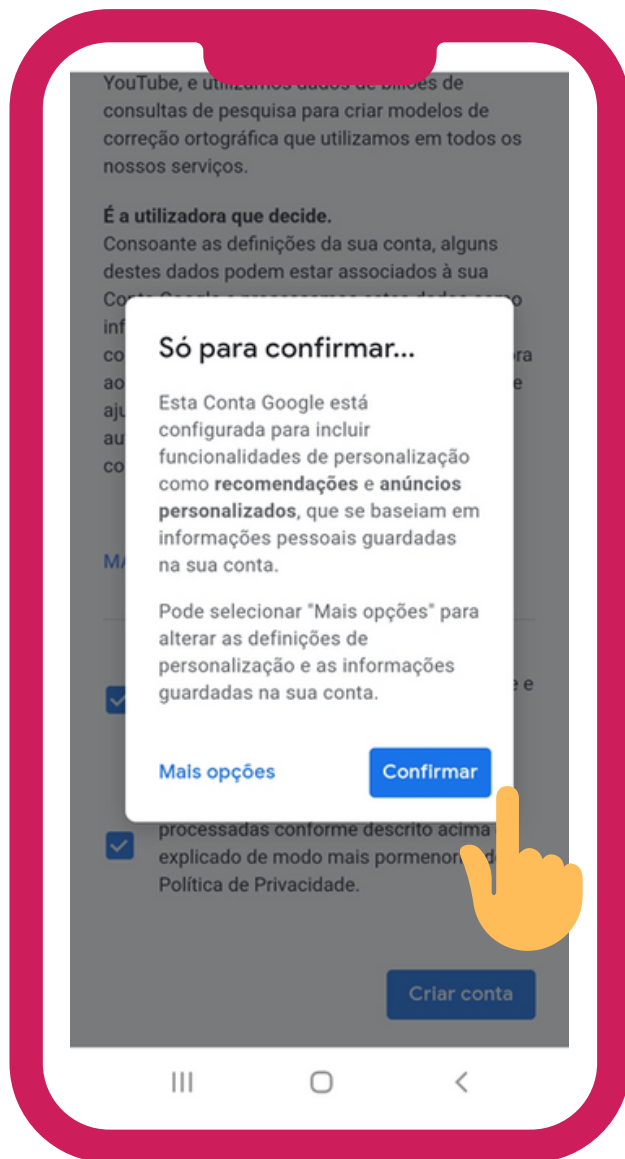 YouTube, e utilizamos dados de biliões de
consultas de pesquisa para criar modelos de
correção ortográfica que utilizamos em todos os
nossos serviços.
É a utilizadora que decide.
Consoante as definições da sua conta, alguns
destes dados podem estar associados à sua
Só para confirmar...
Esta Conta Google está
configurada para incluir
funcionalidades de personalização
como recomendações e anúncios
personalizados, que se baseiam em
informações pessoais guardadas
na sua conta.
Pode selecionar "Mais opções" para
alterar as definições de
personalização e as informações
guardadas na sua conta.
Mais opções
Confirmar
processadas conforme descrito acima
explicado de modo mais
Política de Privacidade.
Criar conta